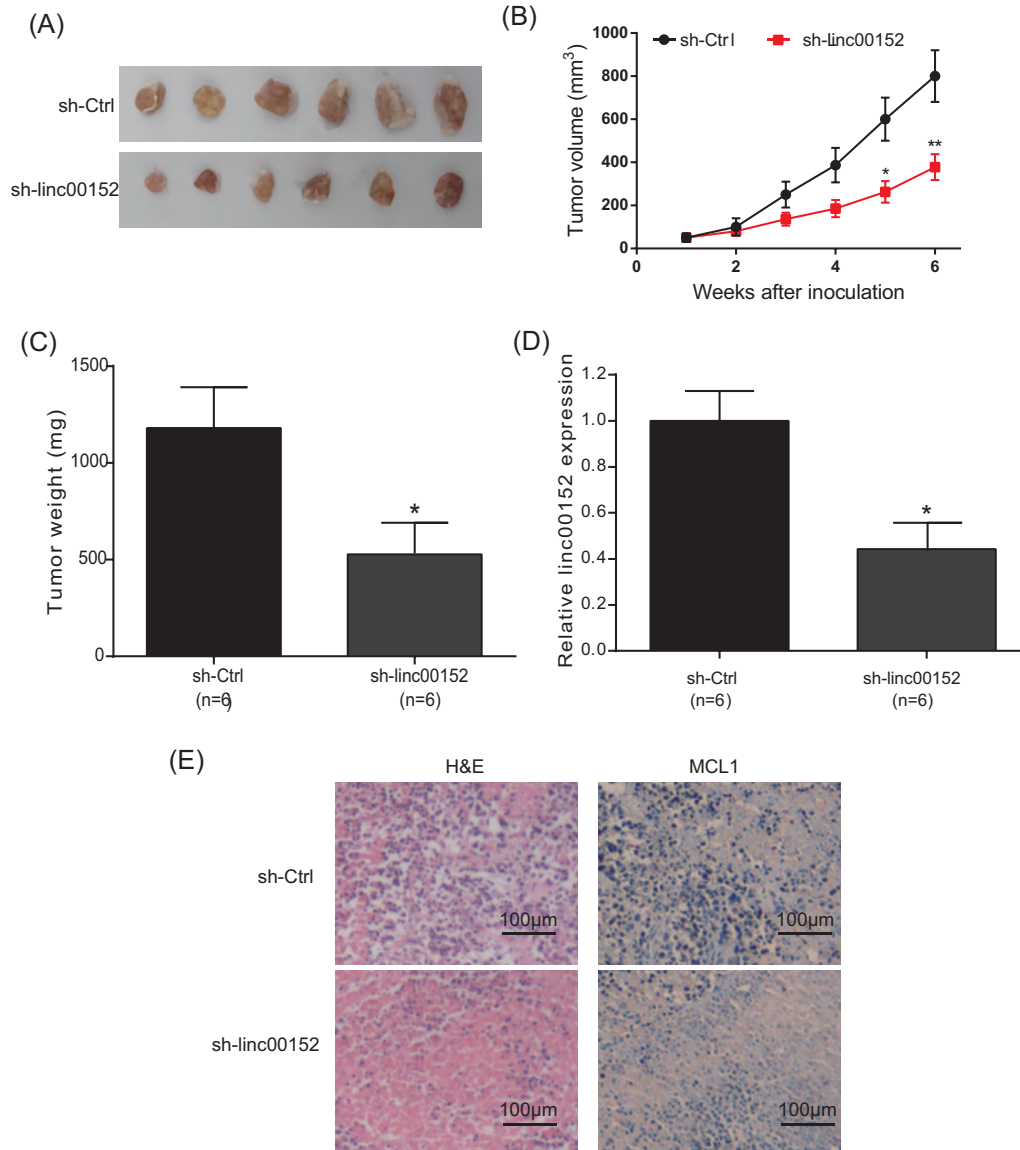 (A)
sh-Ctrl
sh-linc00152
(B)
sh-Ctrl
sh-linc00152
Tumor volume (mm³)
1000
800
600
400
200
0
*
**
0 2 4 6
Weeks after inoculation
(C)
Tumor weight (mg)
1500
1000
500
0
*
sh-Ctrl
(n=6)
sh-linc00152
(n=6)
(D)
Relative linc00152 expression
1.2
1.0
0.8
0.6
0.4
0.2
0.0
*
sh-Ctrl
(n=6)
sh-linc00152
(n=6)
(E)
H&E MCL1
sh-Ctrl
100μm 100μm
sh-linc00152
100μm 100μm